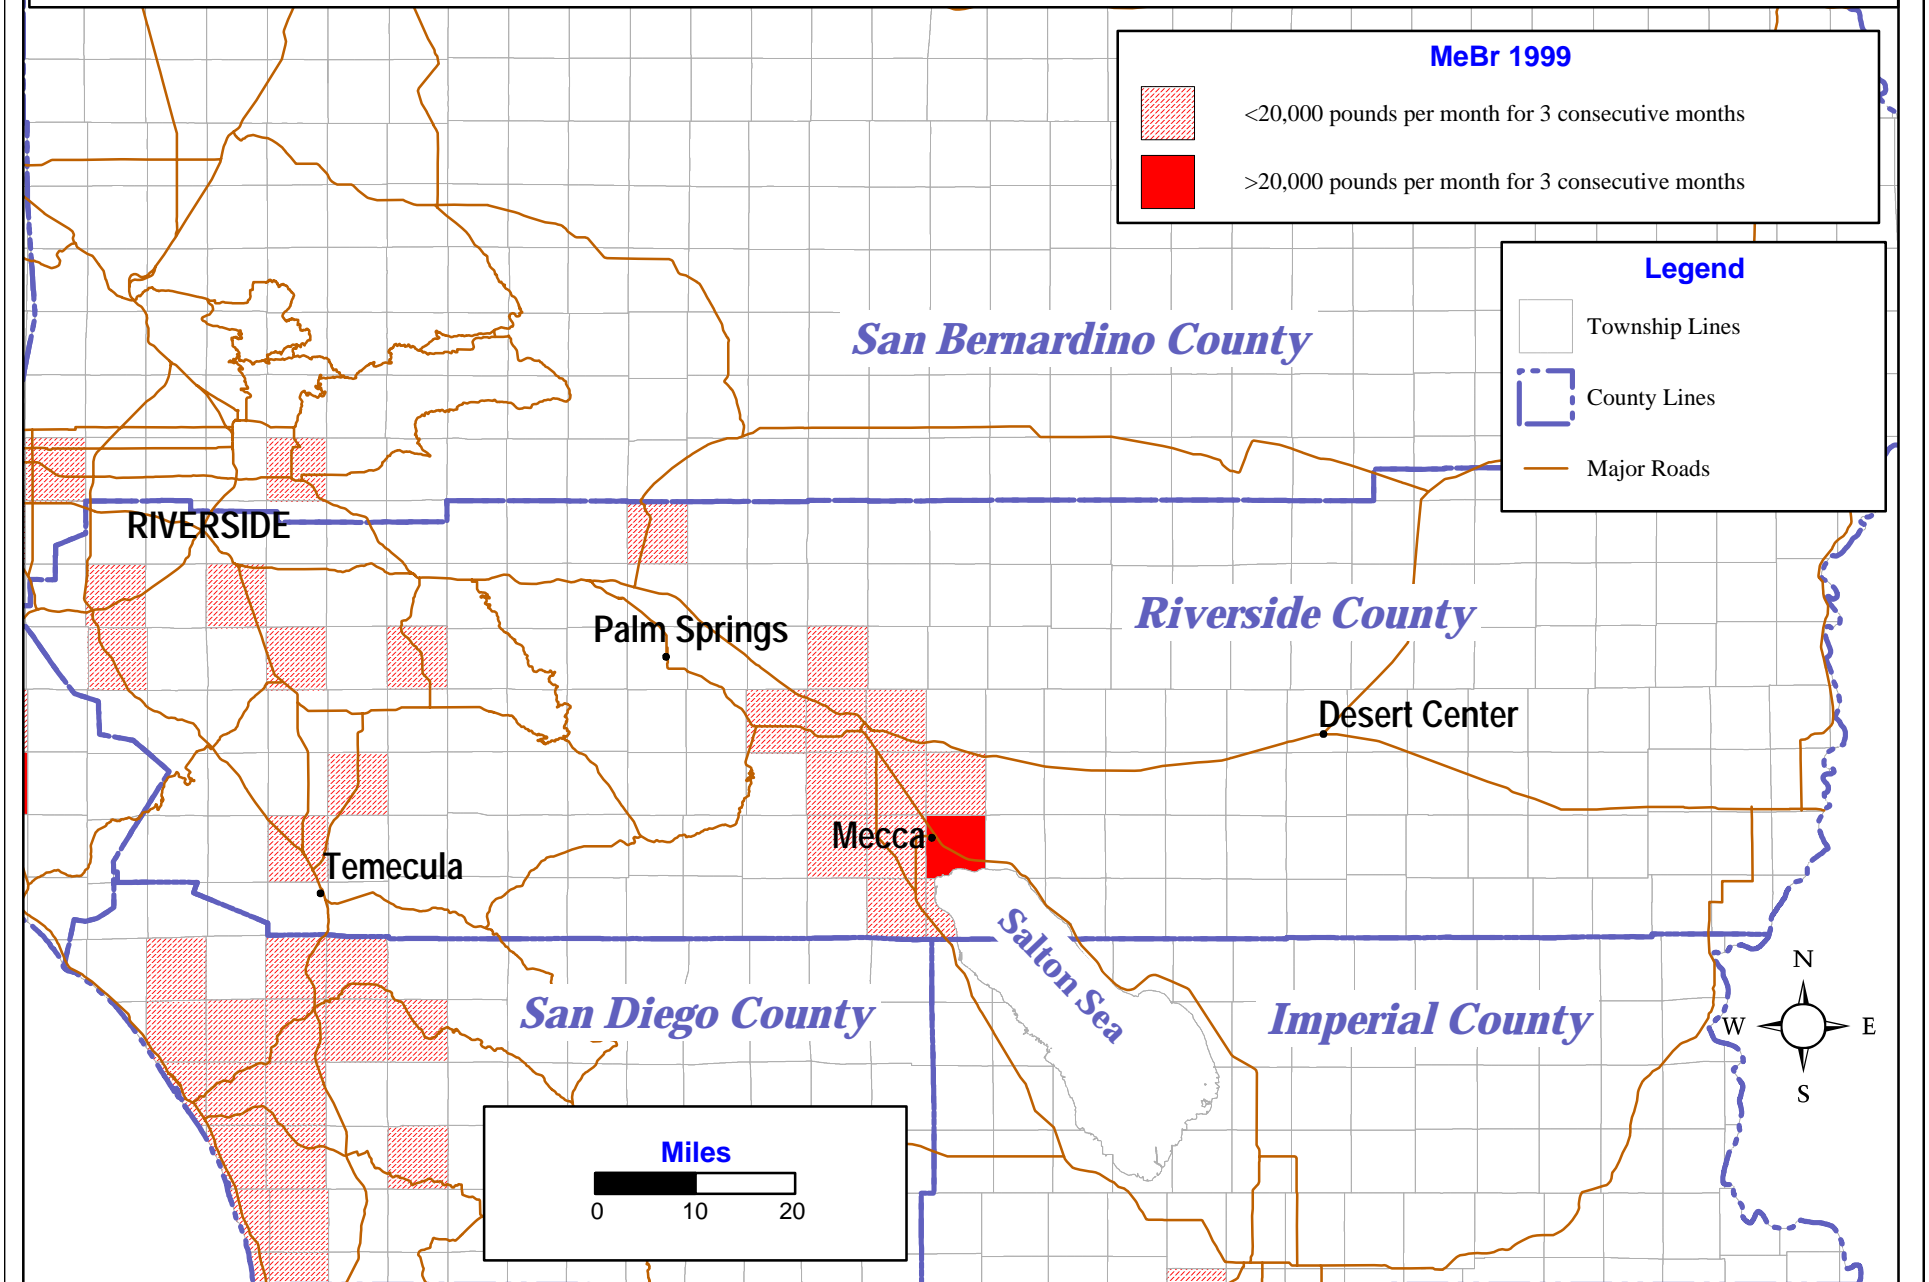 MeBr 1999
<20,000 pounds per month for 3 consecutive months
>20,000 pounds per month for 3 consecutive months
Legend
Township Lines
County Lines
Major Roads
San Bernardino County
RIVERSIDE
Riverside County
Palm Springs
Desert Center
Mecca
Temecula
Salton Sea
San Diego County
Imperial County
N
W
E
S
Miles
0 10 20